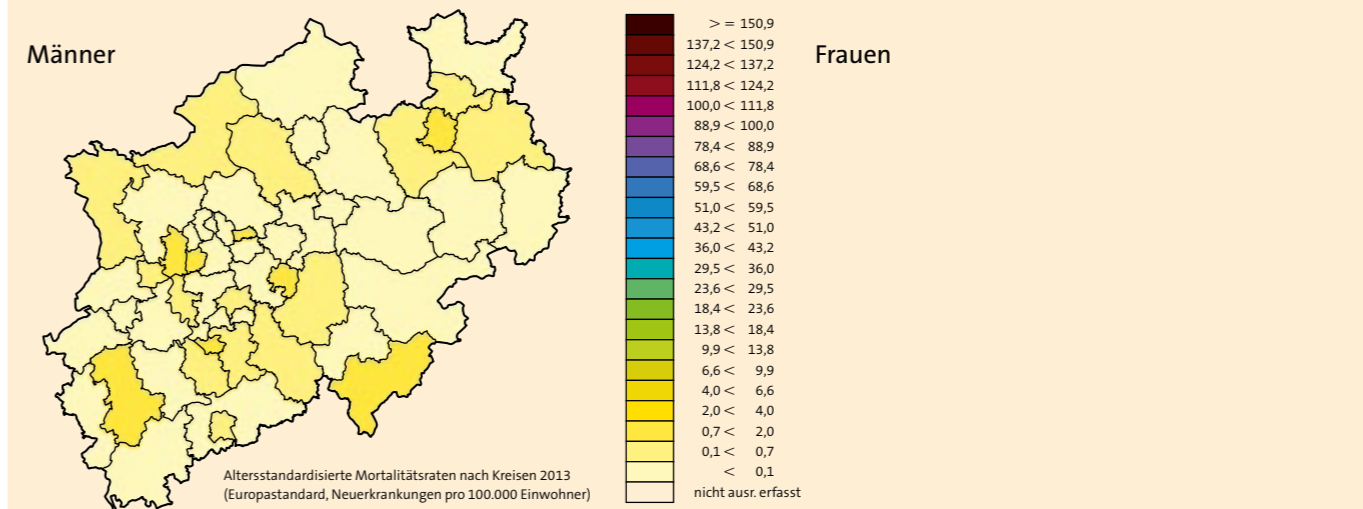 Männer
> = 150,9
137,2 < 150,9
124,2 < 137,2
111,8 < 124,2
100,0 < 111,8
88,9 < 100,0
78,4 < 88,9
68,6 < 78,4
59,5 < 68,6
51,0 < 59,5
43,2 < 51,0
36,0 < 43,2
29,5 < 36,0
23,6 < 29,5
18,4 < 23,6
13,8 < 18,4
9,9 < 13,8
6,6 < 9,9
4,0 < 6,6
2,0 < 4,0
0,7 < 2,0
0,1 < 0,7
< 0,1
nicht ausr. erfasst
Frauen
Altersstandardisierte Mortalitätsraten nach Kreisen 2013
(Europastandard, Neuerkrankungen pro 100.000 Einwohner)